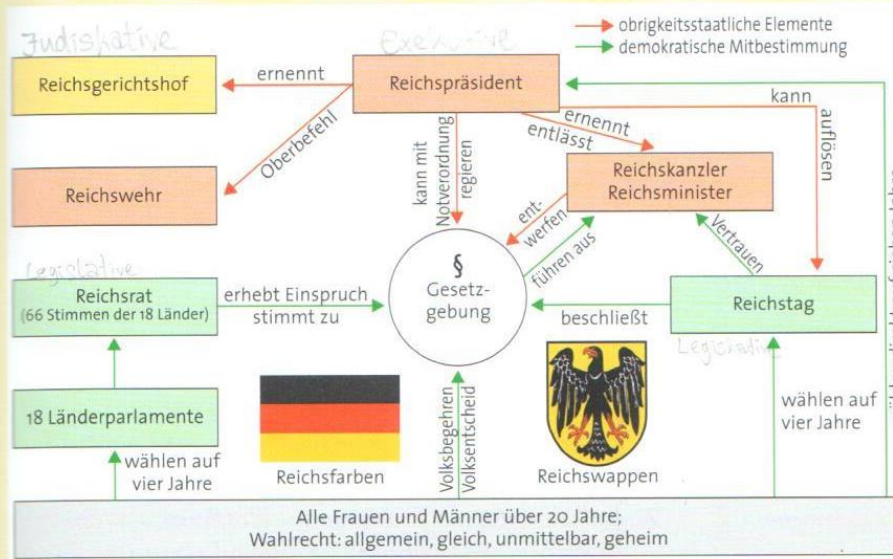 Judiskative
Exekutive
obrigkeitsstaatliche Elemente
demokratische Mitbestimmung
Reichsgerichtshof
ernennt
Reichspräsident
kann
auflösen
Oberbefehl
ernennt
entlässt
Reichswehr
kann mit
Notverordnung
regieren
Reichskanzler
Reichsminister
ent-
werfen
führen aus
Vertrauen
Legislative
Reichsrat
(66 Stimmen der 18 Länder)
erhebt Einspruch
stimmt zu
§
Gesetz-
gebung
beschließt
Reichstag
Legislative
18 Länderparlamente
wählen auf
vier Jahre
Reichsfarben
Volksbegehren
Volksentscheid
Reichswappen
wählen auf
vier Jahre
Alle Frauen und Männer über 20 Jahre;
Wahlrecht: allgemein, gleich, unmittelbar, geheim